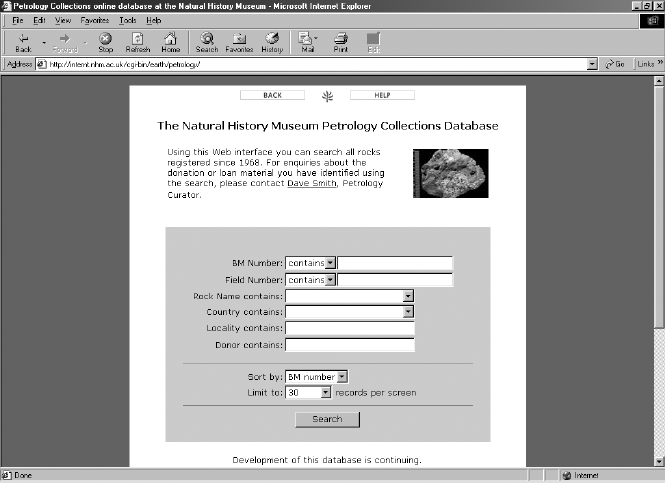 Petrology Collections online database at the Natural History Museum - Microsoft Internet Explorer
File Edit View Favorites Tools Help
Back Forward Stop Refresh Home Search Favorites History Mail Print Edit
Address http://internt.nhm.ac.uk/cgi-bin/earth/petrology/ Go Links »
BACK HELP
The Natural History Museum Petrology Collections Database
Using this Web interface you can search all rocks
registered since 1968. For enquiries about the
donation or loan material you have identified using
the search, please contact Dave Smith, Petrology
Curator.
BM Number: contains
Field Number: contains
Rock Name contains:
Country contains:
Locality contains:
Donor contains:
Sort by: BM number
Limit to: 30 records per screen
Search
Development of this database is continuing.
Done Internet